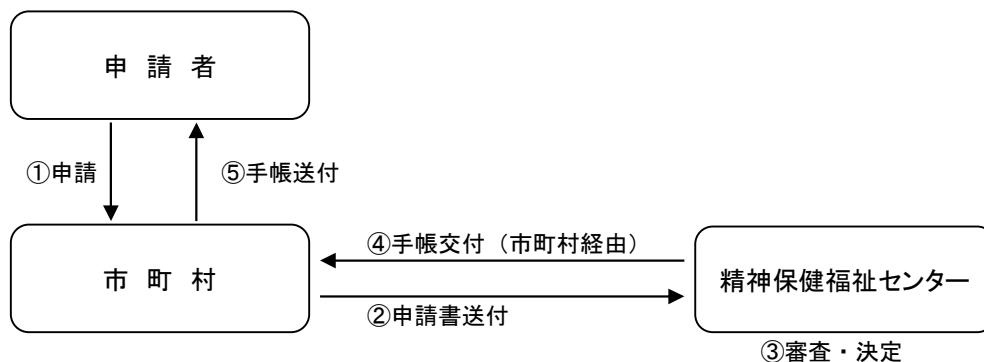 申 請 者
①申請
⑤手帳送付
④手帳交付（市町村経由）
市 町 村
精神保健福祉センター
②申請書送付
③審査・決定